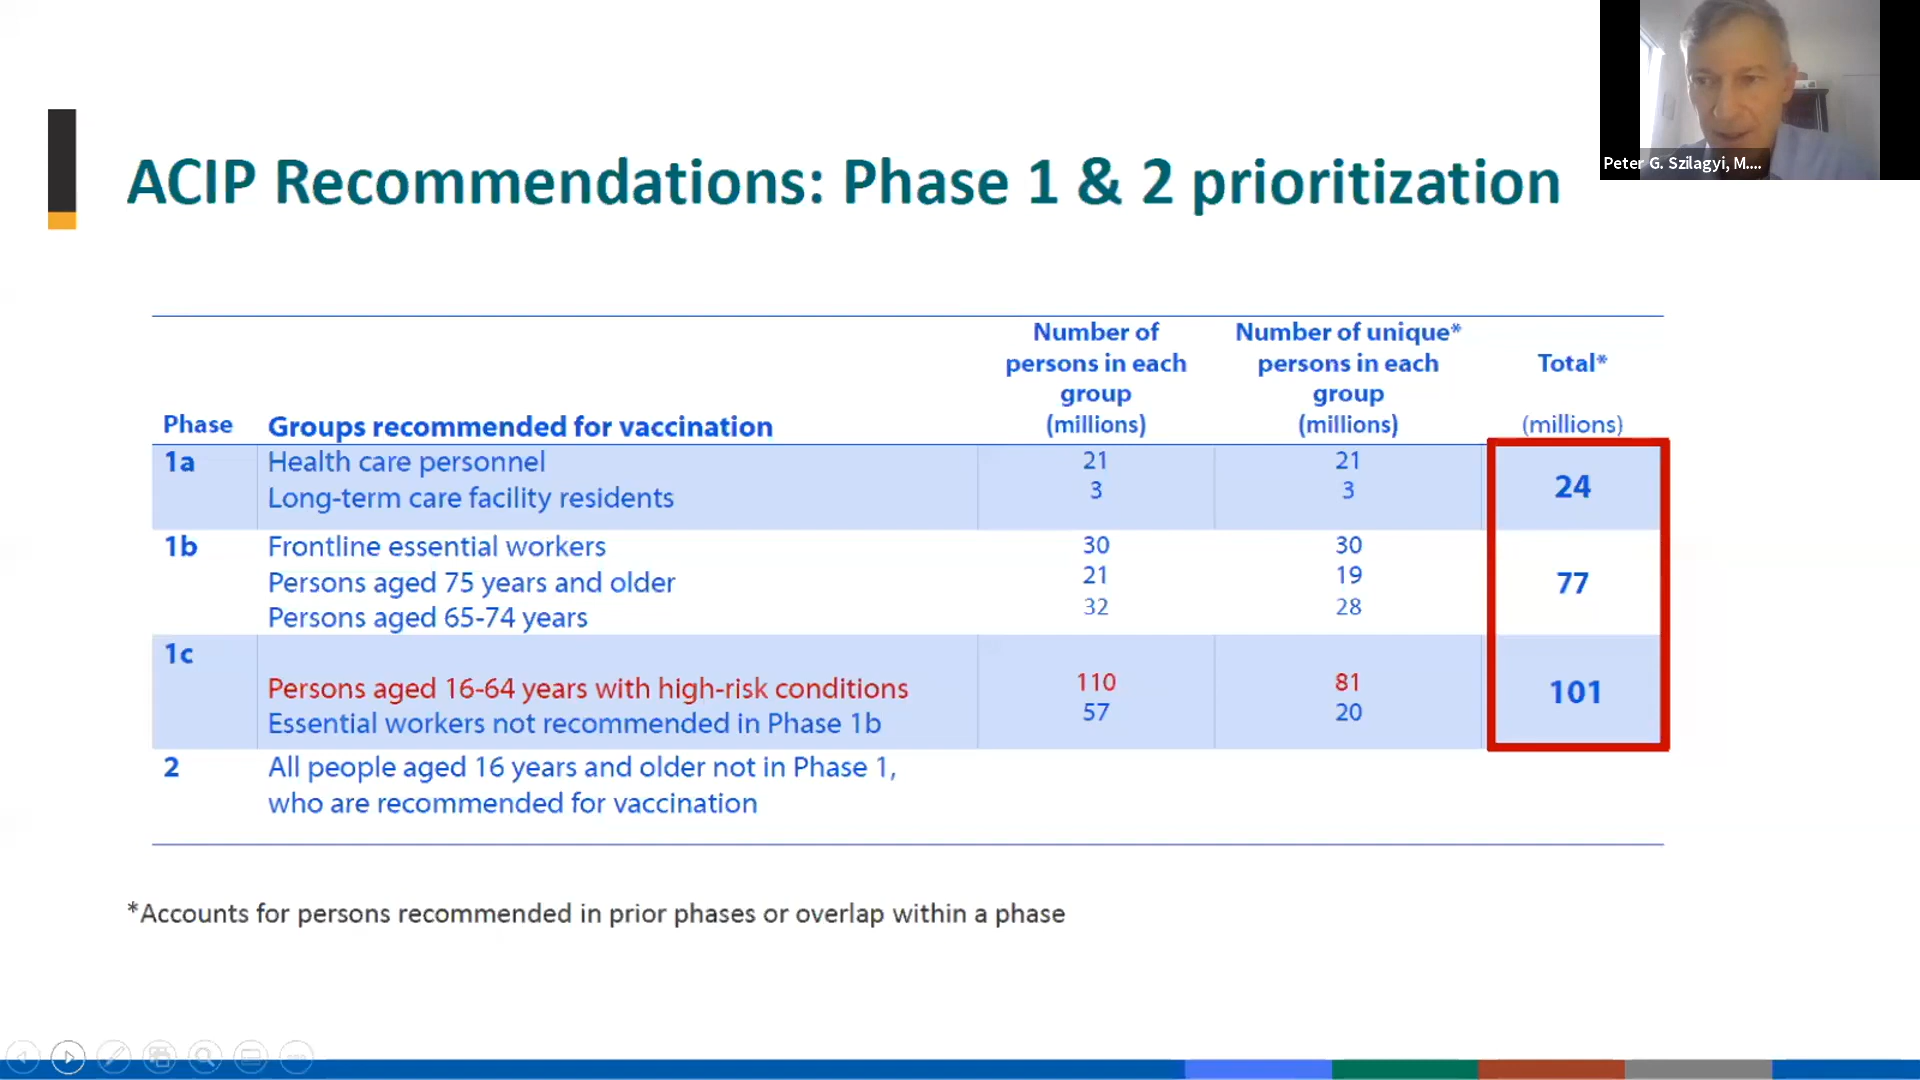 Peter G. Szilagyi, M....
ACIP Recommendations: Phase 1 & 2 prioritization
Number of Number of unique*
persons in each persons in each Total*
group group
Phase Groups recommended for vaccination (millions) (millions) (millions)
1a Health care personnel 21 21 24
Long-term care facility residents 3 3
1b Frontline essential workers 30 30
Persons aged 75 years and older 21 19 77
Persons aged 65-74 years 32 28
1c
Persons aged 16-64 years with high-risk conditions 110 81 101
Essential workers not recommended in Phase 1b 57 20
2 All people aged 16 years and older not in Phase 1,
who are recommended for vaccination
*Accounts for persons recommended in prior phases or overlap within a phase